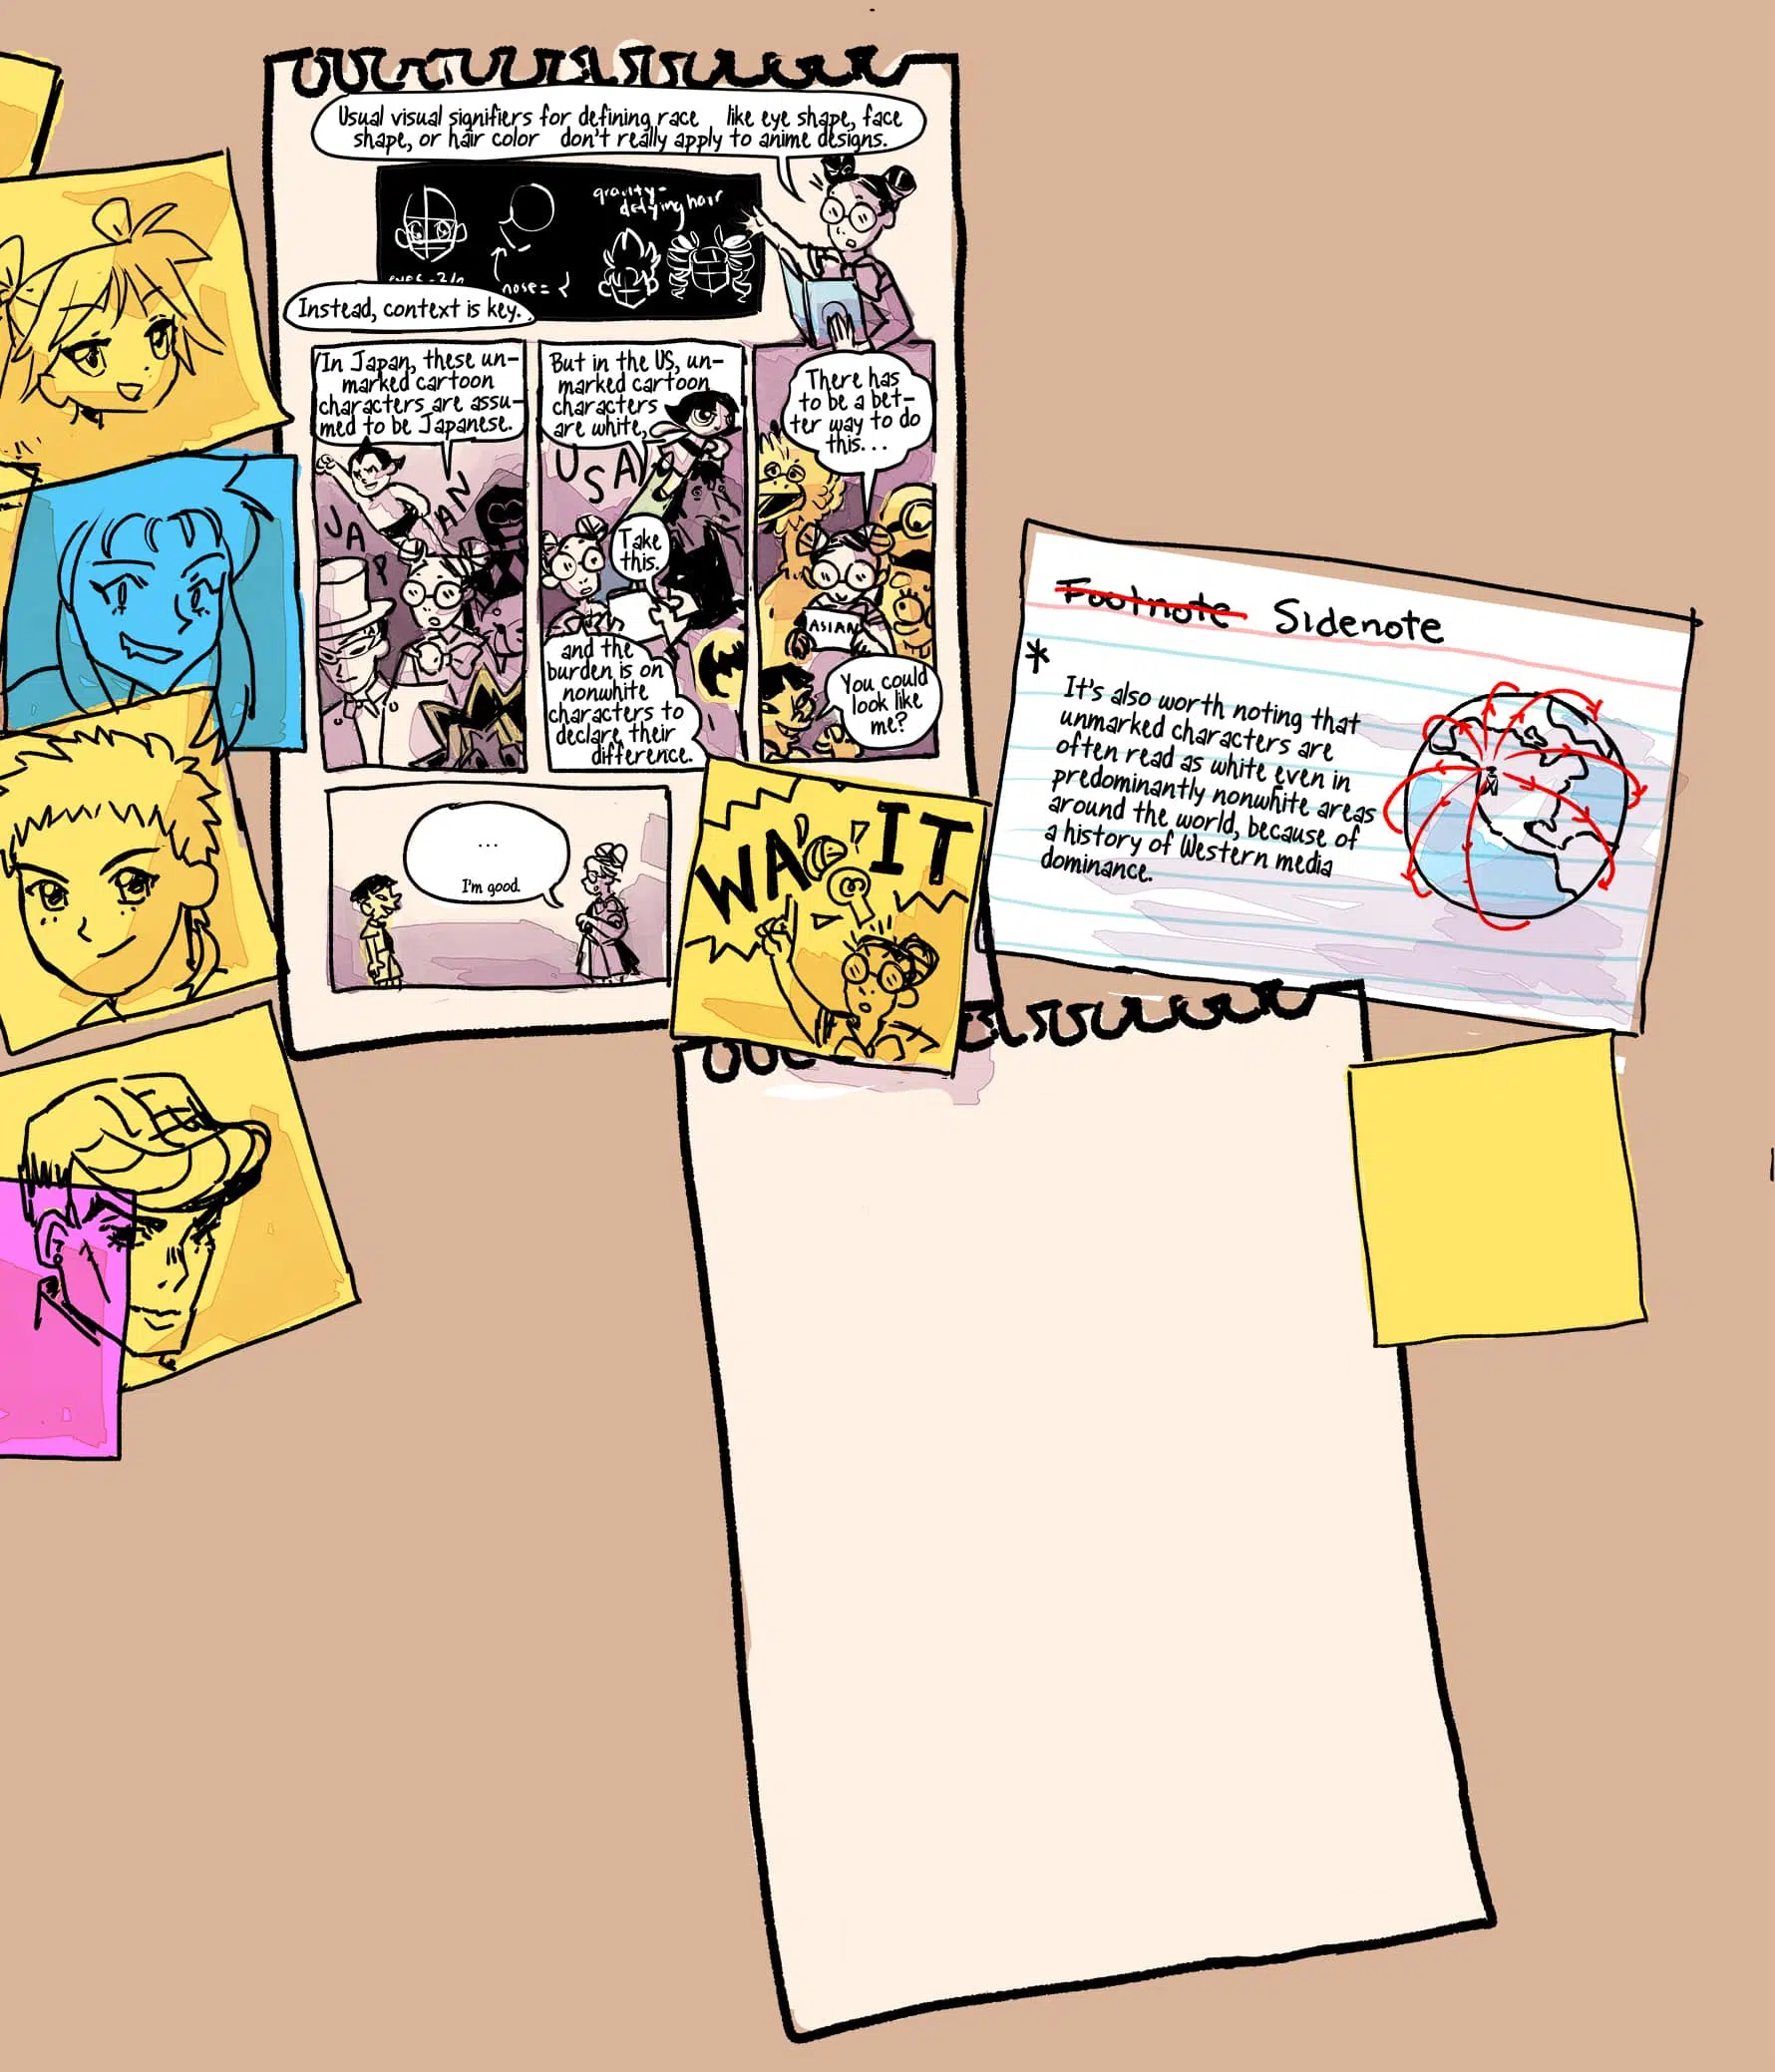 Usual visual signifiers for defining race like eye shape, face
shape, or hair color don't really apply to anime designs.
gravity-
defying hair
nose = <
Instead, context is key.
In Japan, these un-
marked cartoon
characters are assu-
med to be Japanese.
JAPAN
But in the US, un-
marked cartoon
characters
are white,
USA
Take
this.
and the
burden is on
nonwhite
characters to
declare their
difference.
There has
to be a bet-
ter way to do
this...
ASIAN
You could
look like
me?
...
I'm good.
WAIT
Footnote Sidenote
*
It's also worth noting that
unmarked characters are
often read as white even in
predominantly nonwhite areas
around the world, because of
a history of Western media
dominance.